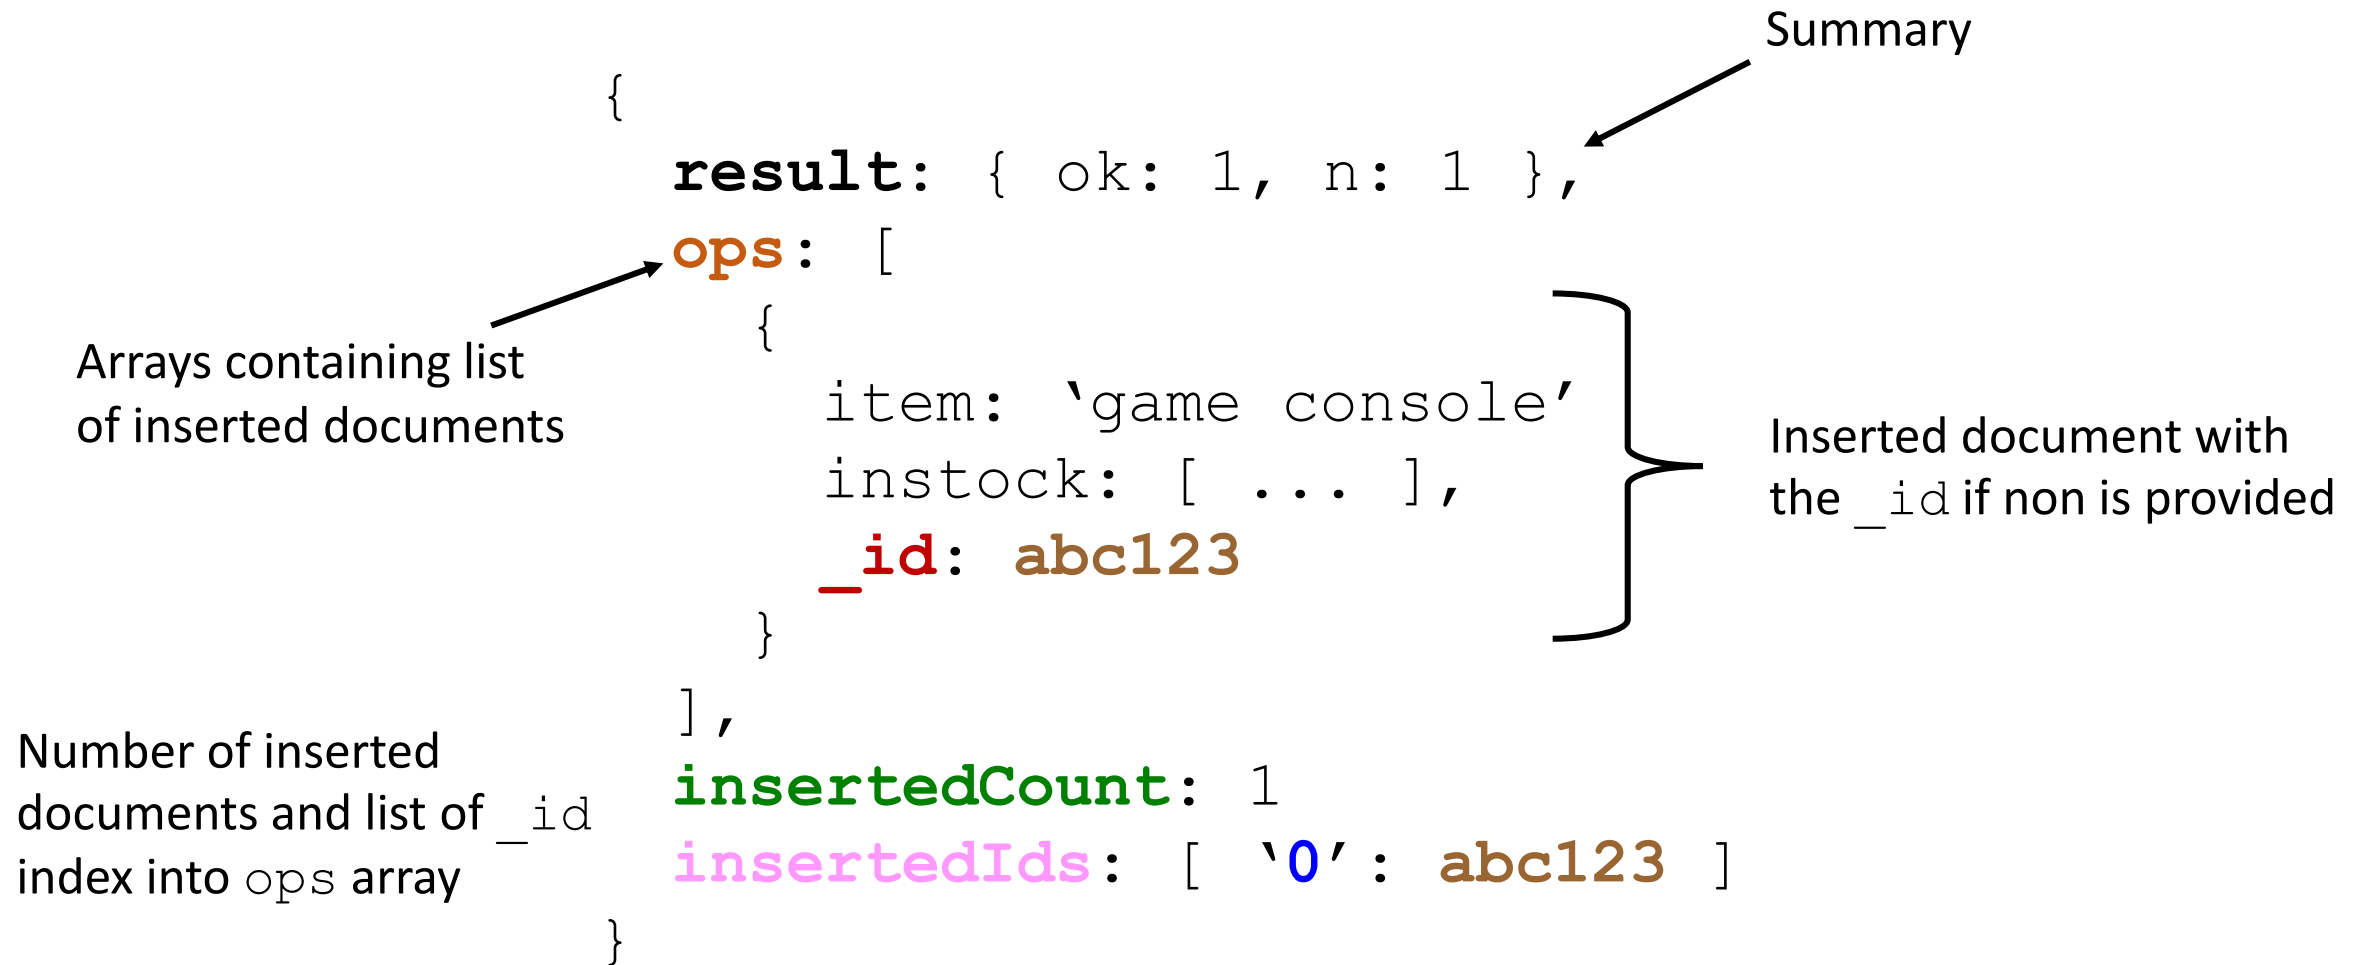 Summary
{
result: { ok: 1, n: 1 },
ops: [
{
Arrays containing list
of inserted documents
item: ‘game console’
instock: [ ... ],
_id: abc123
Inserted document with
the _id if non is provided
}
],
Number of inserted
documents and list of _id
index into ops array
insertedCount: 1
insertedIds: [ ‘0’: abc123 ]
}